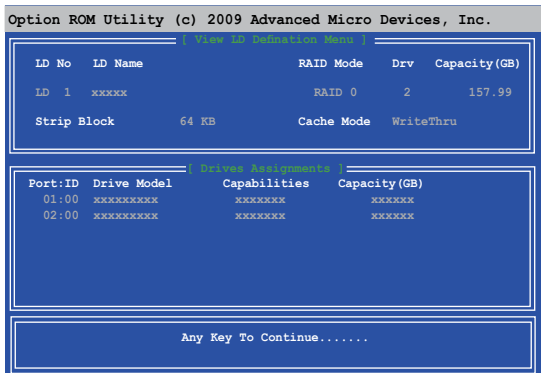 Option ROM Utility (c) 2009 Advanced Micro Devices, Inc.
[ View LD Defination Menu ]
LD No LD Name RAID Mode Drv Capacity(GB)
LD 1 xxxxx RAID 0 2 157.99
Strip Block 64 KB Cache Mode WriteThru
[ Drives Assignments ]
Port:ID Drive Model Capabilities Capacity(GB)
01:00 xxxxxxxxx xxxxxxx xxxxxx
02:00 xxxxxxxxx xxxxxxx xxxxxx
Any Key To Continue.......